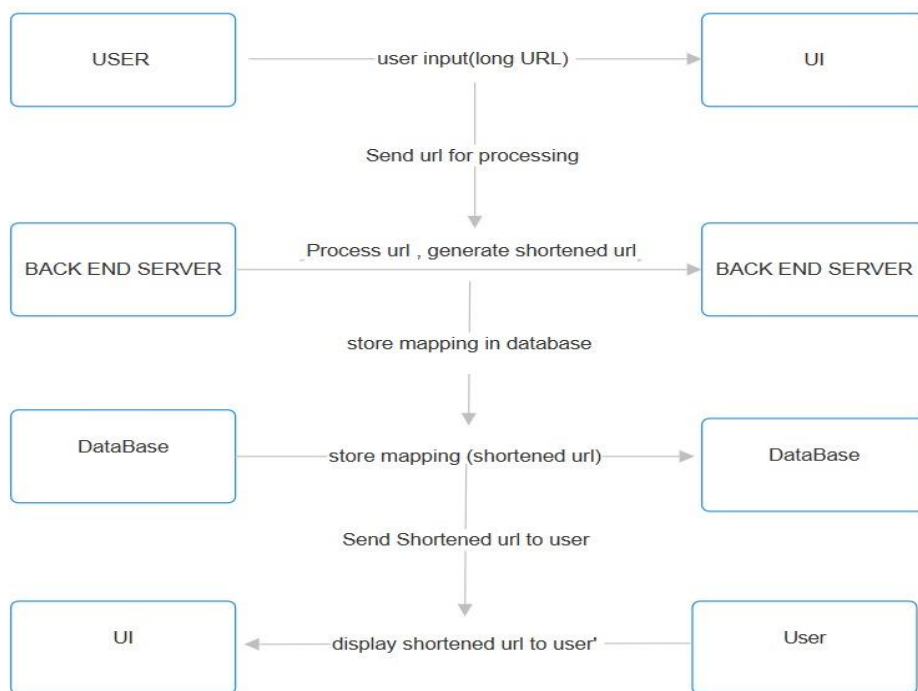 USER
user input(long URL)
UI
Send url for processing
BACK END SERVER
Process url , generate shortened url
BACK END SERVER
store mapping in database
DataBase
store mapping (shortened url)
DataBase
Send Shortened url to user
UI
display shortened url to user'
User